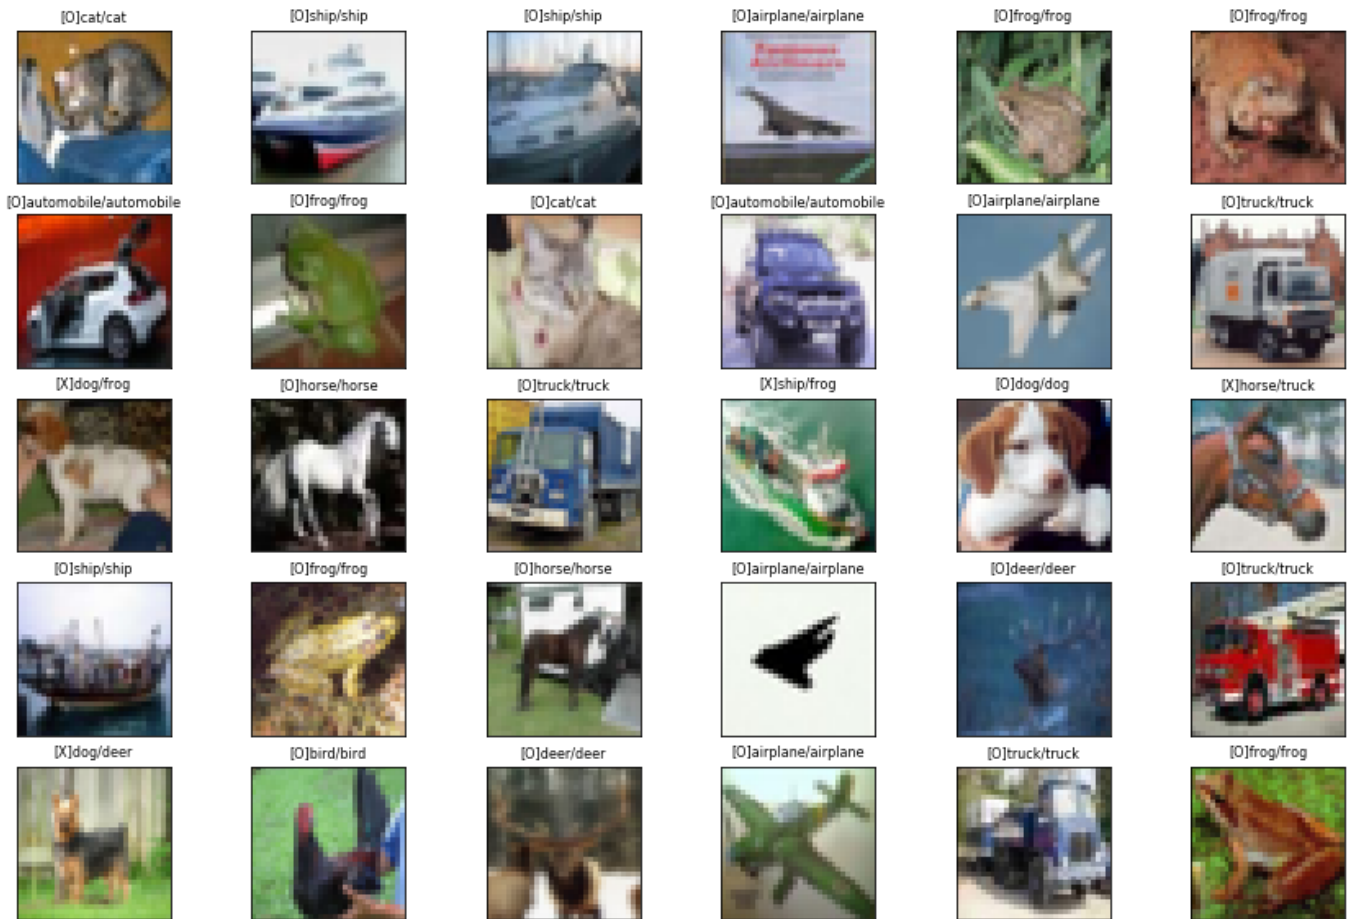 [O]cat/cat
[O]ship/ship
[O]ship/ship
[O]airplane/airplane
[O]frog/frog
[O]frog/frog
[O]automobile/automobile
[O]frog/frog
[O]cat/cat
[O]automobile/automobile
[O]airplane/airplane
[O]truck/truck
[X]dog/frog
[O]horse/horse
[O]truck/truck
[X]ship/frog
[O]dog/dog
[X]horse/truck
[O]ship/ship
[O]frog/frog
[O]horse/horse
[O]airplane/airplane
[O]deer/deer
[O]truck/truck
[X]dog/deer
[O]bird/bird
[O]deer/deer
[O]airplane/airplane
[O]truck/truck
[O]frog/frog